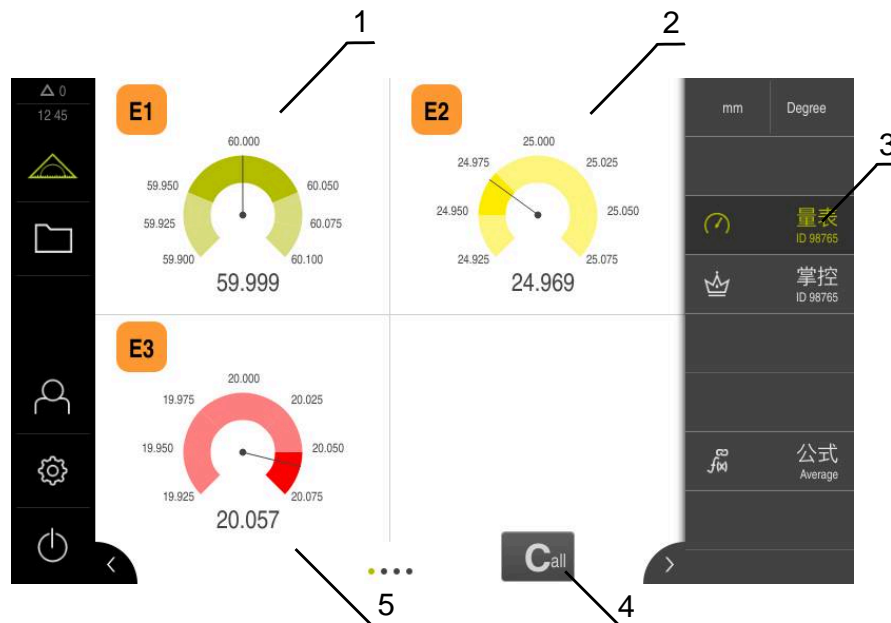 1
2
△ 0
12 45
E1
60.000
59.950
60.050
59.925
60.075
59.900
60.100
59.999
E2
25.000
24.975
25.025
24.950
25.050
24.925
25.075
24.969
mm
Degree
3
量表
ID 98765
掌控
ID 98765
E3
20.000
19.975
20.025
19.950
20.050
19.925
20.075
20.057
f(x)
公式
Average
Call
<
>
5
4